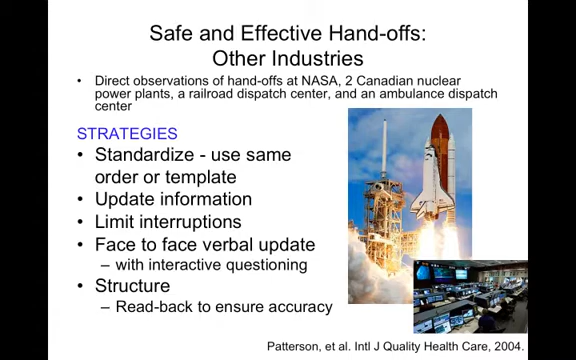 Safe and Effective Hand-offs:
Other Industries
• Direct observations of hand-offs at NASA, 2 Canadian nuclear
power plants, a railroad dispatch center, and an ambulance dispatch
center
STRATEGIES
• Standardize - use same
order or template
• Update information
• Limit interruptions
• Face to face verbal update
– with interactive questioning
• Structure
– Read-back to ensure accuracy
Patterson, et al. Intl J Quality Health Care, 2004.